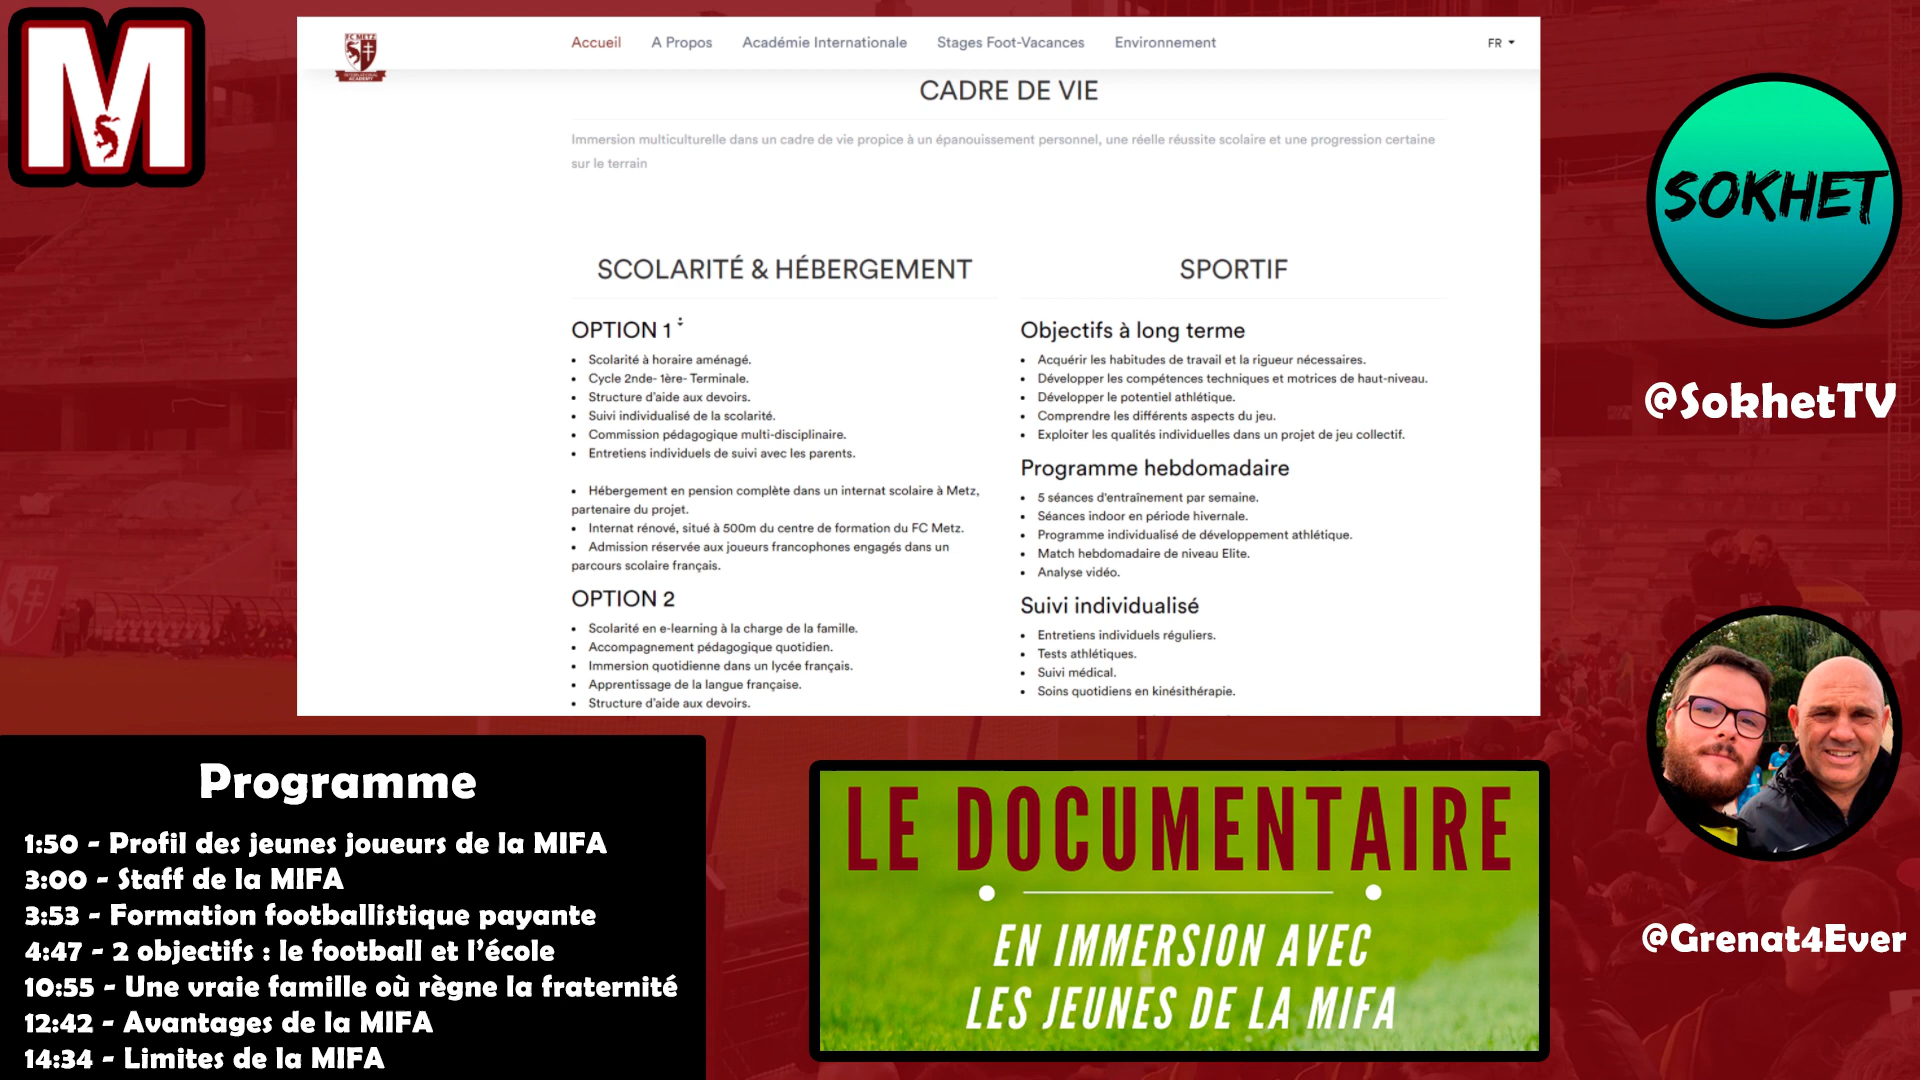 M
FC METZ
INTERNATIONAL
ACADEMY
Accueil
A Propos
Académie Internationale
Stages Foot-Vacances
Environnement
FR
CADRE DE VIE
Immersion multiculturelle dans un cadre de vie propice à un épanouissement personnel, une réelle réussite scolaire et une progression certaine
sur le terrain
SCOLARITÉ & HÉBERGEMENT
OPTION 1
• Scolarité à horaire aménagé.
• Cycle 2nde- 1ère- Terminale.
• Structure d'aide aux devoirs.
• Suivi individualisé de la scolarité.
• Commission pédagogique multi-disciplinaire.
• Entretiens individuels de suivi avec les parents.
• Hébergement en pension complète dans un internat scolaire à Metz,
partenaire du projet.
• Internat rénové, situé à 500m du centre de formation du FC Metz.
• Admission réservée aux joueurs francophones engagés dans un
parcours scolaire français.
OPTION 2
• Scolarité en e-learning à la charge de la famille.
• Accompagnement pédagogique quotidien.
• Immersion quotidienne dans un lycée français.
• Apprentissage de la langue française.
• Structure d'aide aux devoirs.
SPORTIF
Objectifs à long terme
• Acquérir les habitudes de travail et la rigueur nécessaires.
• Développer les compétences techniques et motrices de haut-niveau.
• Développer le potentiel athlétique.
• Comprendre les différents aspects du jeu.
• Exploiter les qualités individuelles dans un projet de jeu collectif.
Programme hebdomadaire
• 5 séances d'entraînement par semaine.
• Séances indoor en période hivernale.
• Programme individualisé de développement athlétique.
• Match hebdomadaire de niveau Elite.
• Analyse vidéo.
Suivi individualisé
• Entretiens individuels réguliers.
• Tests athlétiques.
• Suivi médical.
• Soins quotidiens en kinésithérapie.
SOKHET
@SokhetTV
@Grenat4Ever
Programme
1:50 - Profil des jeunes joueurs de la MIFA
3:00 - Staff de la MIFA
3:53 - Formation footballistique payante
4:47 - 2 objectifs : le football et l'école
10:55 - Une vraie famille où règne la fraternité
12:42 - Avantages de la MIFA
14:34 - Limites de la MIFA
LE DOCUMENTAIRE
EN IMMERSION AVEC
LES JEUNES DE LA MIFA